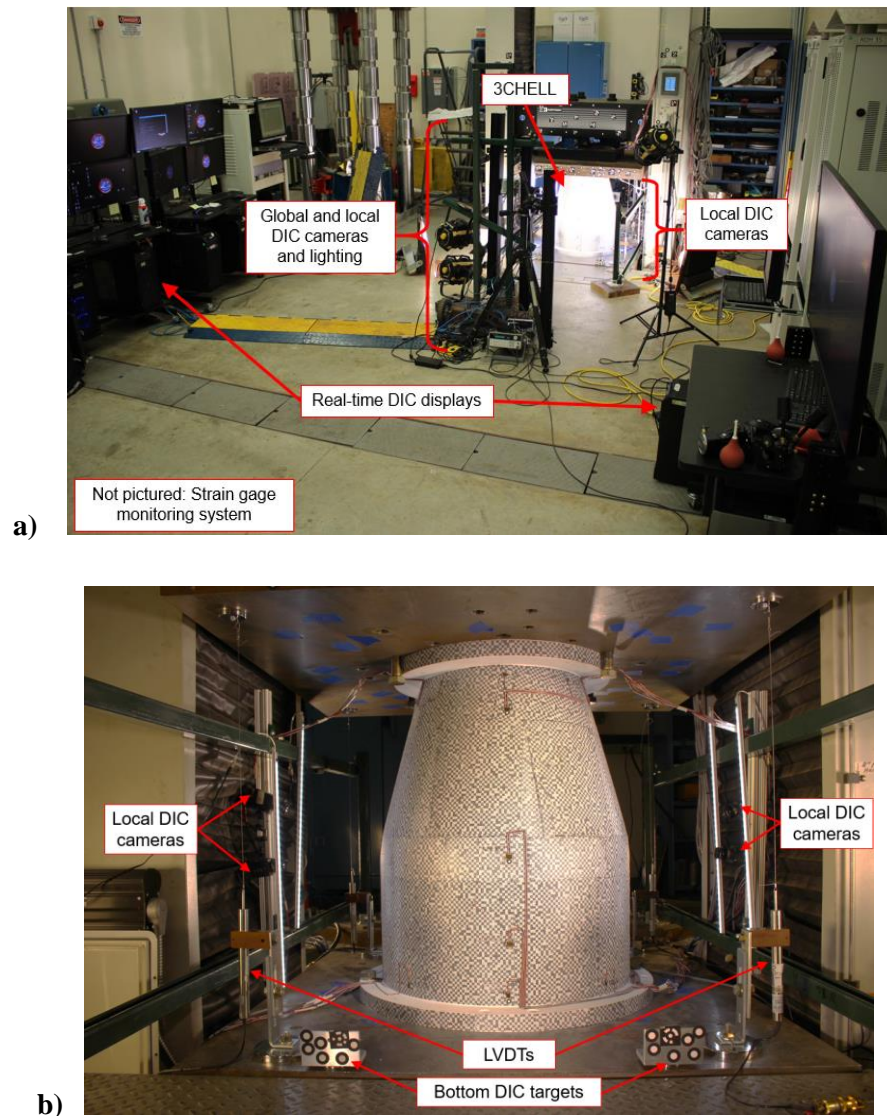 3CHELL
Global and local
DIC cameras
and lighting
Local DIC
cameras
Real-time DIC displays
Not pictured: Strain gage
monitoring system
a)
Local DIC
cameras
Local DIC
cameras
LVDTs
Bottom DIC targets
b)